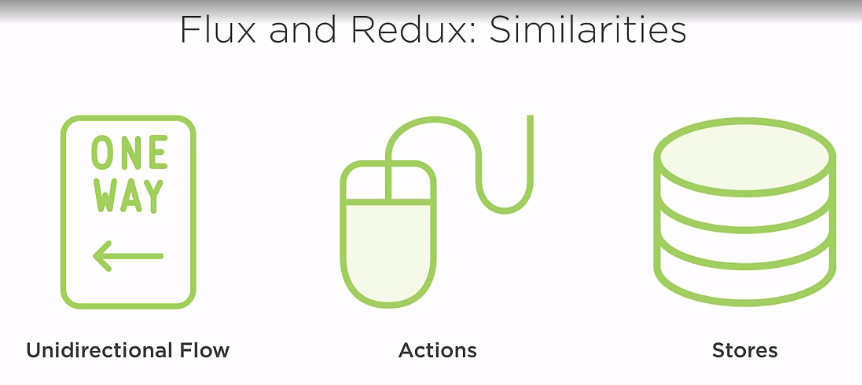 Flux and Redux: Similarities
ONE
WAY
Unidirectional Flow
Actions
Stores